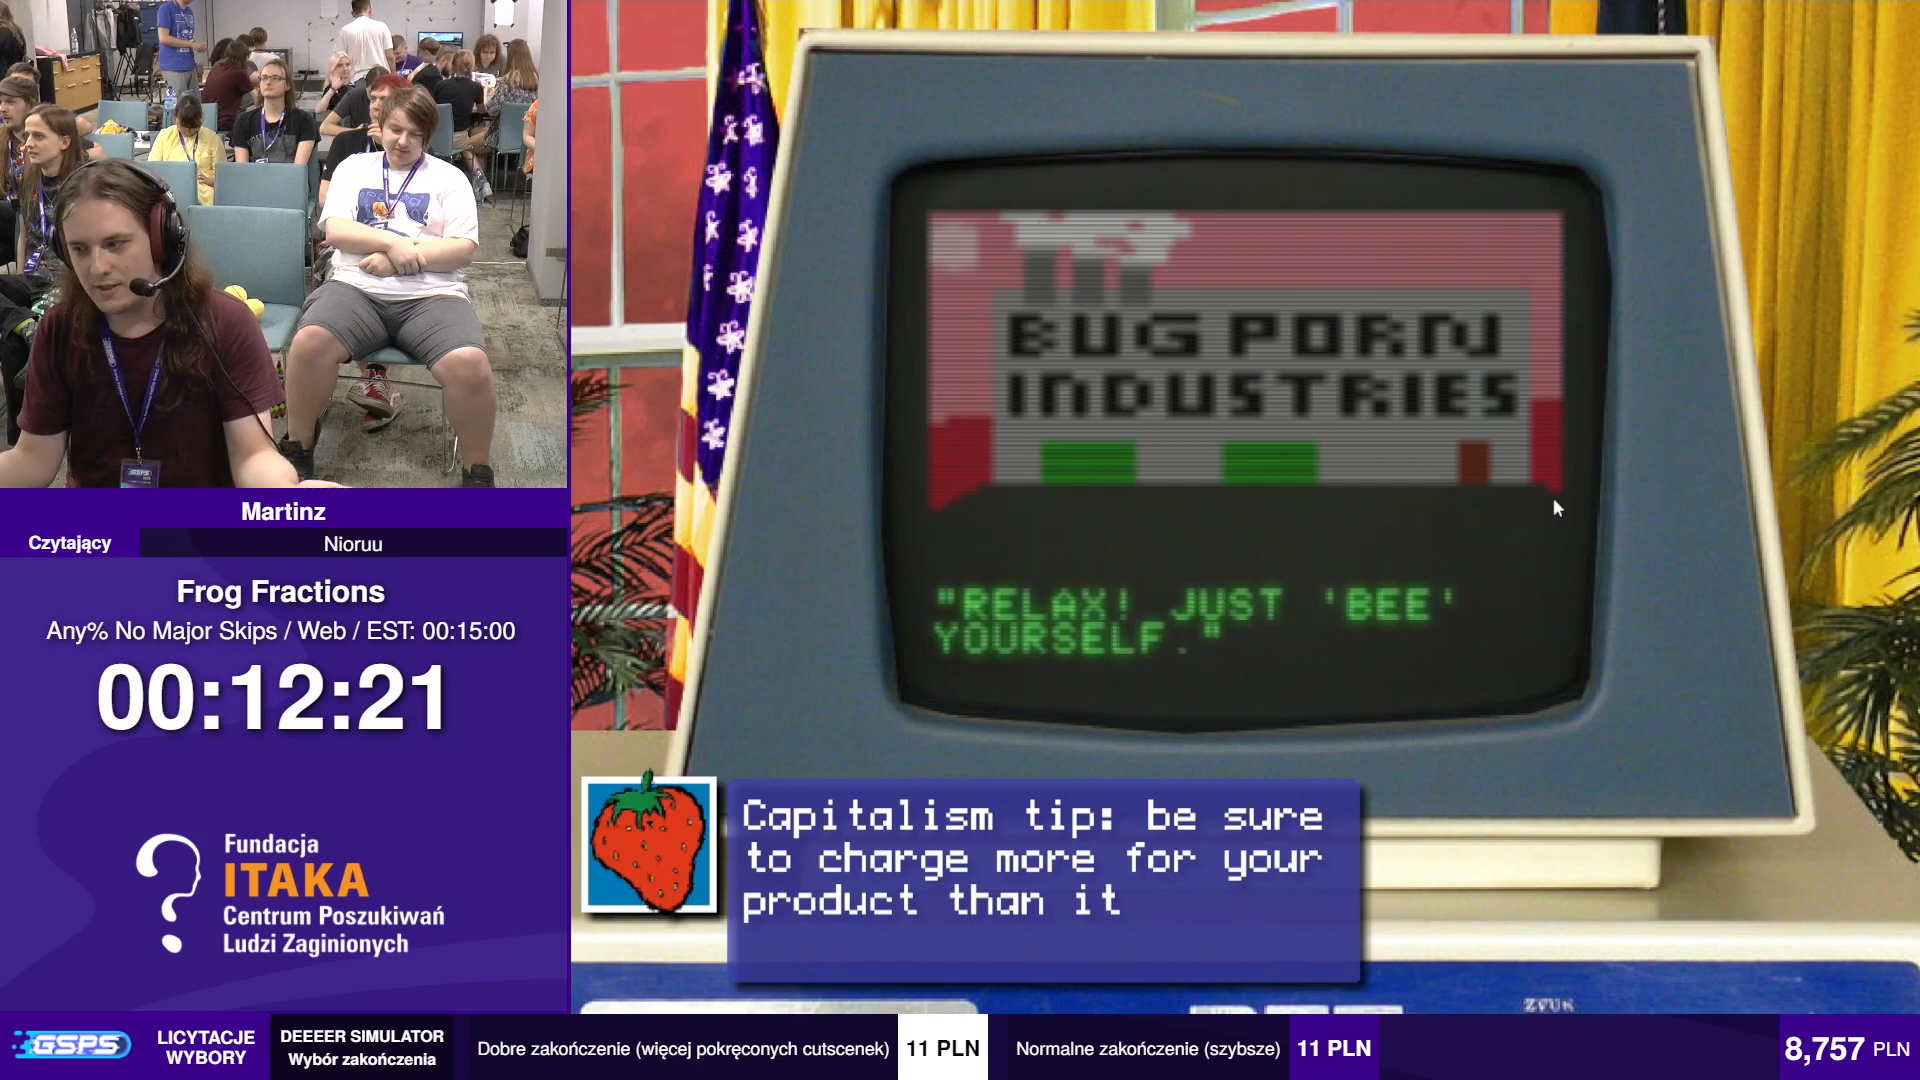 Martinz
Czytający
Nioruu
Frog Fractions
Any% No Major Skips / Web / EST: 00:15:00
00:12:21
Fundacja
ITAKA
Centrum Poszukiwań
Ludzi Zaginionych
BUG PORN
INDUSTRIES
"RELAX! JUST 'BEE'
YOURSELF."
Capitalism tip: be sure
to charge more for your
product than it
GSPS
LICYTACJE
WYBORY
DEEEER SIMULATOR
Wybór zakończenia
Dobre zakończenie (więcej pokręconych cutscenek)
11 PLN
Normalne zakończenie (szybsze)
11 PLN
8,757 PLN